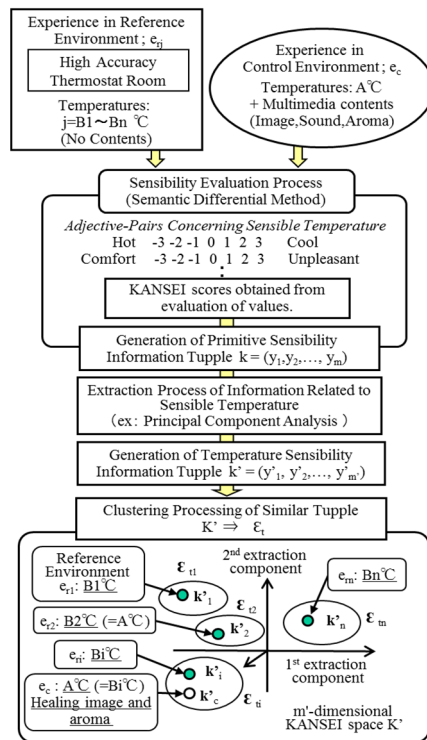 Experience in Reference
Environment ; e_rj
High Accuracy
Thermostat Room
Temperatures:
j=B1～Bn ℃
(No Contents)
Experience in
Control Environment ; e_c
Temperatures: A℃
+ Multimedia contents
(Image,Sound,Aroma)
Sensibility Evaluation Process
(Semantic Differential Method)
Adjective-Pairs Concerning Sensible Temperature
Hot -3 -2 -1 0 1 2 3 Cool
Comfort -3 -2 -1 0 1 2 3 Unpleasant
:
KANSEI scores obtained from
evaluation of values.
Generation of Primitive Sensibility
Information Tupple k = (y_1,y_2,…, y_m)
Extraction Process of Information Related to
Sensible Temperature
(ex: Principal Component Analysis )
Generation of Temperature Sensibility
Information Tupple k' = (y'_1, y'_2,…, y'_m')
Clustering Processing of Similar Tupple
K' ⇒ ε_t
Reference
Environment
e_r1: B1℃
ε_t1
k'_1
2nd extraction
component
e_rn: Bn℃
k'_n
ε_tn
e_r2: B2℃ (=A℃)
ε_t2
k'_2
e_ri: Bi℃
k'_i
1st extraction
component
e_c: A℃ (=Bi℃)
Healing image and
aroma
k'_c
ε_ti
m'-dimensional
KANSEI space K'